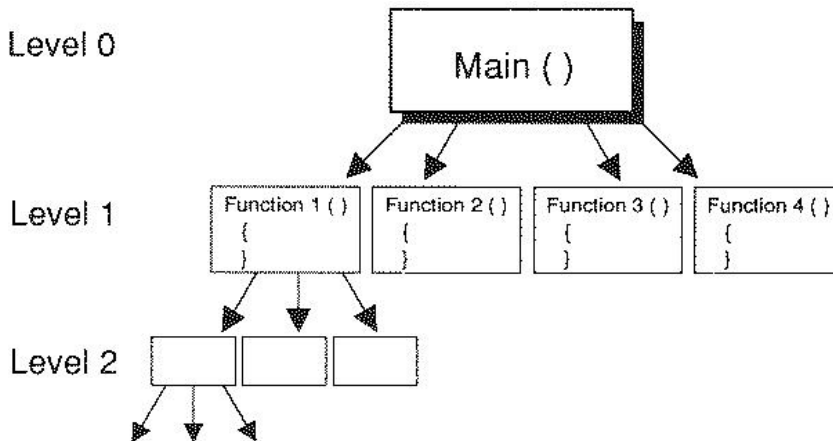 Level 0
Main ( )
Level 1
Function 1 ( )
{
}
Function 2 ( )
{
}
Function 3 ( )
{
}
Function 4 ( )
{
}
Level 2